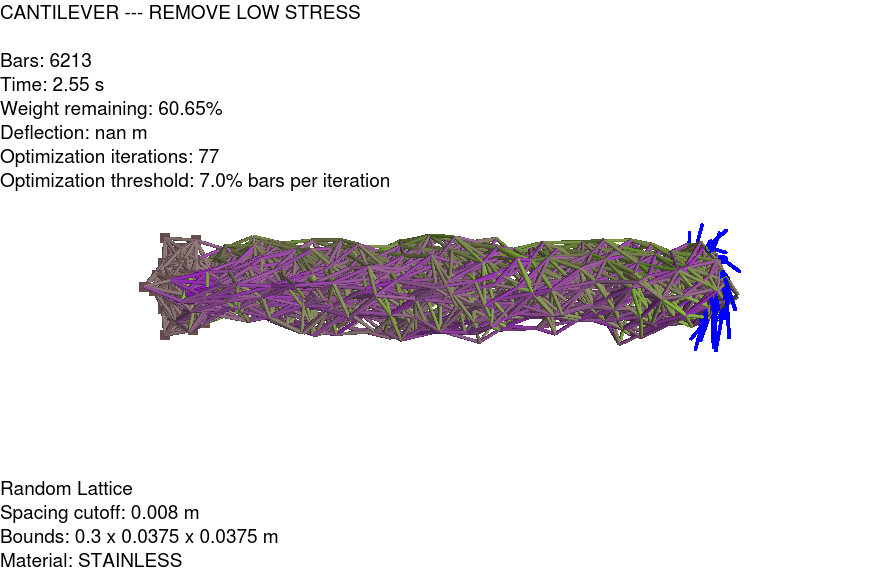 CANTILEVER --- REMOVE LOW STRESS
Bars: 6213
Time: 2.55 s
Weight remaining: 60.65%
Deflection: nan m
Optimization iterations: 77
Optimization threshold: 7.0% bars per iteration
Random Lattice
Spacing cutoff: 0.008 m
Bounds: 0.3 x 0.0375 x 0.0375 m
Material: STAINLESS